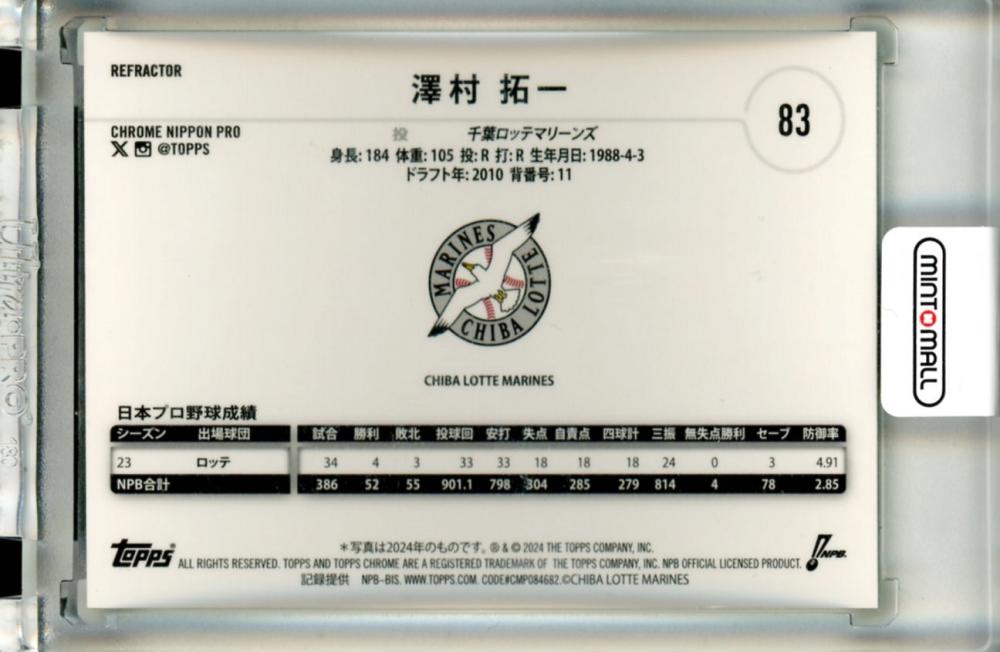 REFRACTOR
澤村 拓一
83
CHROME NIPPON PRO
@TOPPS
投 千葉ロッテマリーンズ
身長: 184 体重: 105 投: R 打: R 生年月日: 1988-4-3
ドラフト年: 2010 背番号: 11
MARINES
CHIBA LOTTE
CHIBA LOTTE MARINES
日本プロ野球成績
シーズン 出場球団 試合 勝利 敗北 投球回 安打 失点 自責点 四球計 三振 無失点勝利 セーブ 防御率
23 ロッテ 34 4 3 33 33 18 18 18 24 0 3 4.91
NPB合計 386 52 55 901.1 798 304 285 279 814 4 78 2.85
topps
NPB.
＊写真は2024年のものです。 ® & © 2024 THE TOPPS COMPANY, INC.
ALL RIGHTS RESERVED. TOPPS AND TOPPS CHROME ARE A REGISTERED TRADEMARK OF THE TOPPS COMPANY, INC. NPB OFFICIAL LICENSED PRODUCT.
記録提供 NPB-BIS. WWW.TOPPS.COM. CODE#CMP084682.©CHIBA LOTTE MARINES
MINTOMALL
UltraPRO
130